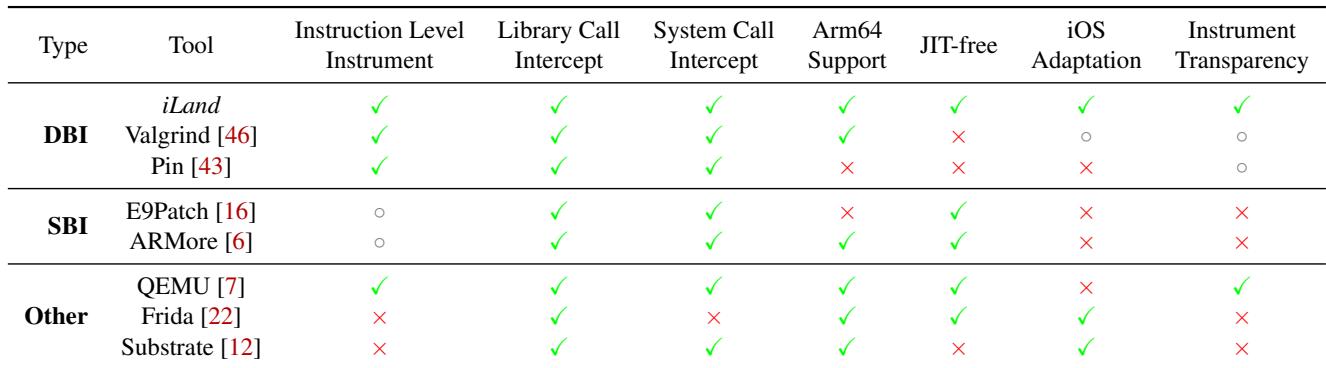 Type Tool Instruction Level Instrument Library Call Intercept System Call Intercept Arm64 Support JIT-free iOS Adaptation Instrument Transparency
DBI iLand ✓ ✓ ✓ ✓ ✓ ✓ ✓
Valgrind [46] ✓ ✓ ✓ ✓ × ○ ○
Pin [43] ✓ ✓ ✓ × × × ○
SBI E9Patch [16] ○ ✓ ✓ × ✓ × ×
ARMore [6] ○ ✓ ✓ ✓ ✓ × ×
Other QEMU [7] ✓ ✓ ✓ ✓ ✓ × ✓
Frida [22] × ✓ × ✓ ✓ ✓ ×
Substrate [12] × ✓ ✓ ✓ × ✓ ×